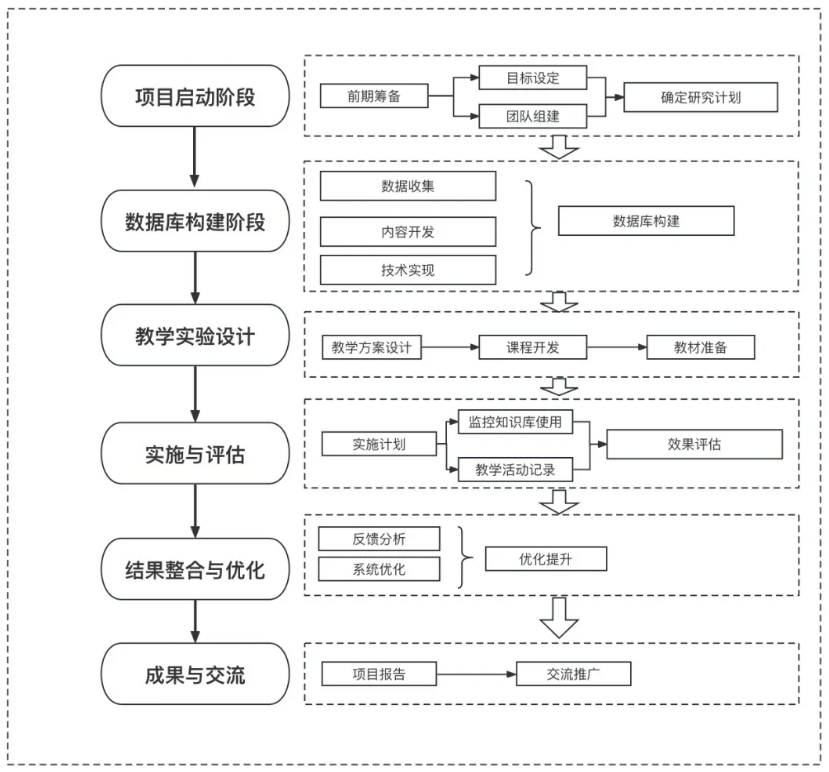 项目启动阶段
前期筹备
目标设定
团队组建
确定研究计划
数据库构建阶段
数据收集
内容开发
技术实现
数据库构建
教学实验设计
教学方案设计
课程开发
教材准备
实施与评估
实施计划
监控知识库使用
教学活动记录
效果评估
结果整合与优化
反馈分析
系统优化
优化提升
成果与交流
项目报告
交流推广